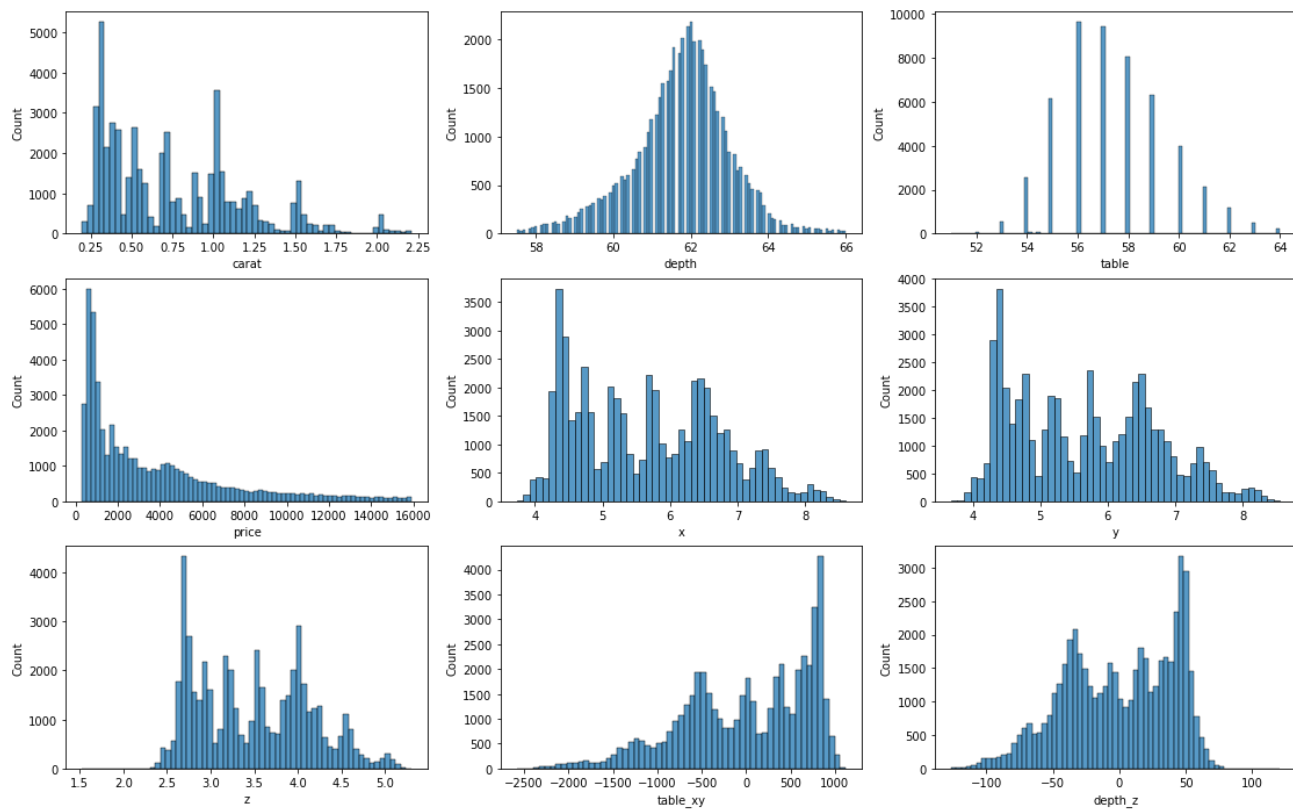 Count
5000
4000
3000
2000
1000
0
0.25 0.50 0.75 1.00 1.25 1.50 1.75 2.00 2.25
carat
Count
2000
1500
1000
500
0
58 60 62 64 66
depth
Count
10000
8000
6000
4000
2000
0
52 54 56 58 60 62 64
table
Count
6000
5000
4000
3000
2000
1000
0
0 2000 4000 6000 8000 10000 12000 14000 16000
price
Count
3500
3000
2500
2000
1500
1000
500
0
4 5 6 7 8
x
Count
4000
3500
3000
2500
2000
1500
1000
500
0
4 5 6 7 8
y
Count
4000
3000
2000
1000
0
1.5 2.0 2.5 3.0 3.5 4.0 4.5 5.0
z
Count
4000
3500
3000
2500
2000
1500
1000
500
0
−2500 −2000 −1500 −1000 −500 0 500 1000
table_xy
Count
3000
2500
2000
1500
1000
500
0
−100 −50 0 50 100
depth_z